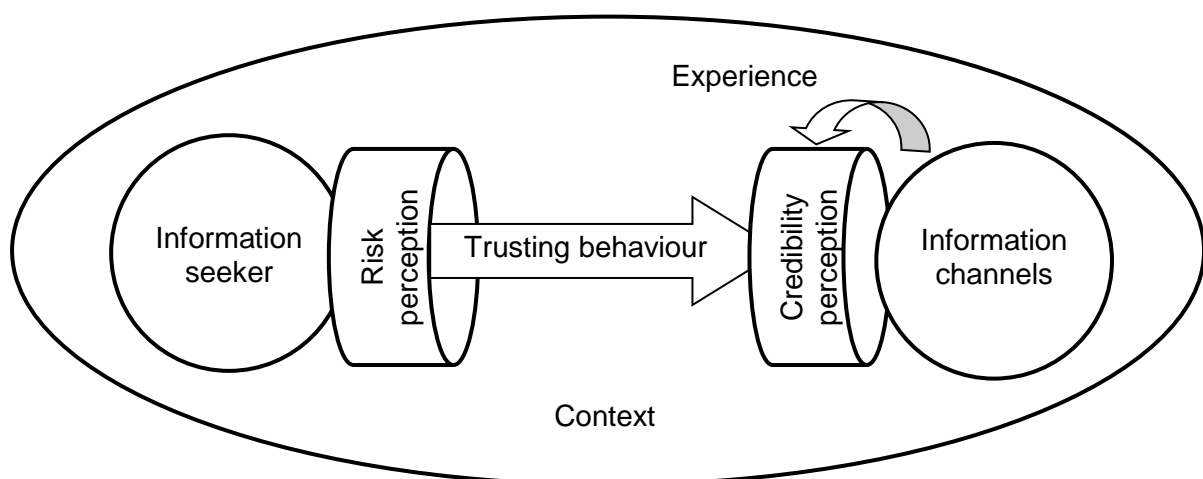 Experience
Information
seeker
Risk
perception
Trusting behaviour
Credibility
perception
Information
channels
Context